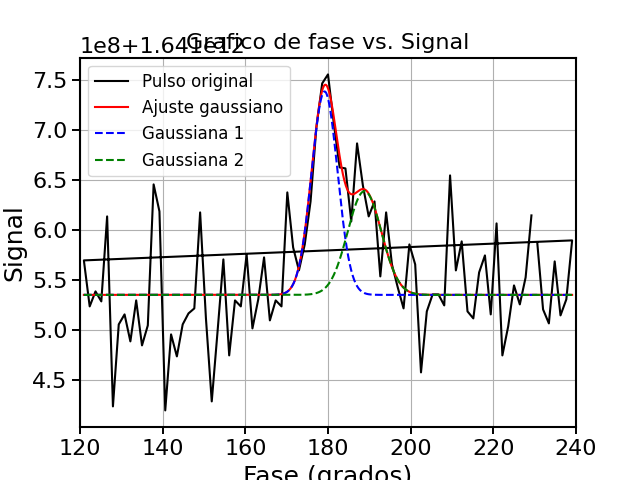 1e8+1.641e12
Grafico de fase vs. Signal
Pulso original
Ajuste gaussiano
Gaussiana 1
Gaussiana 2
7.5
7.0
6.5
6.0
5.5
5.0
4.5
Signal
120 140 160 180 200 220 240
Fase (grados)